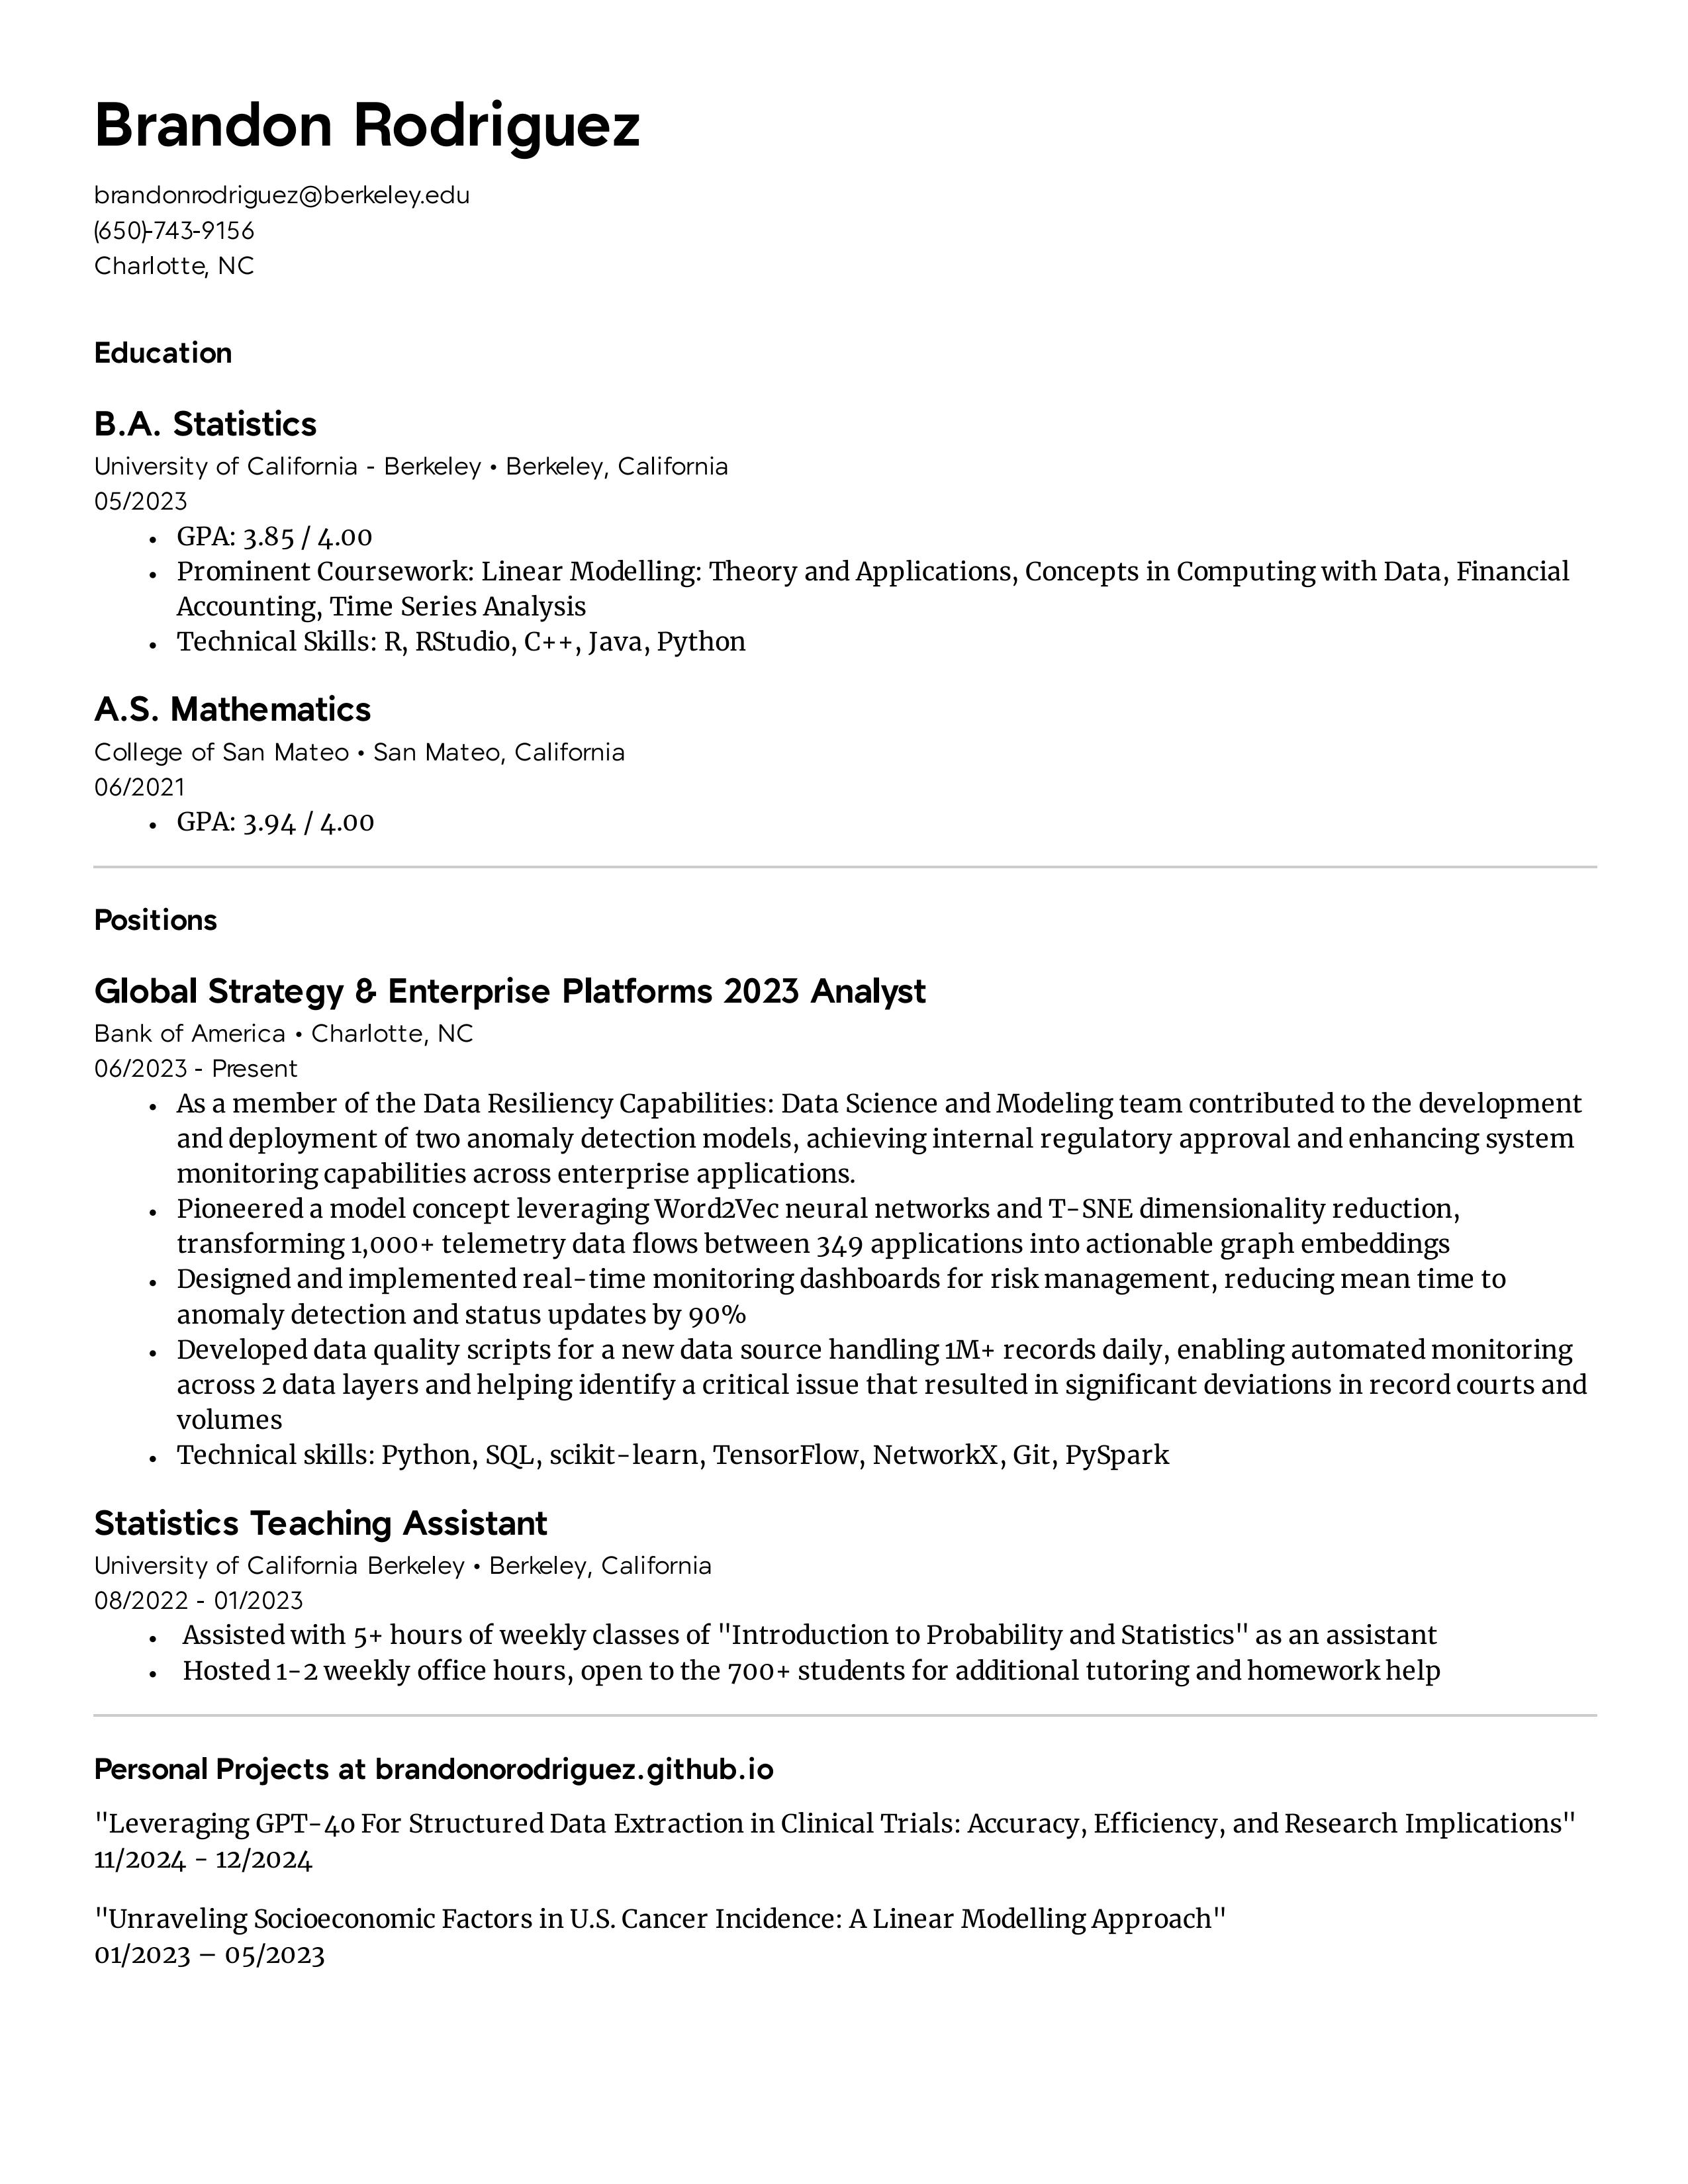 Brandon Rodriguez
brandonrodriguez@berkeley.edu
(650)-743-9156
Charlotte, NC
Education
B.A. Statistics
University of California - Berkeley • Berkeley, California
05/2023
• GPA: 3.85 / 4.00
• Prominent Coursework: Linear Modelling: Theory and Applications, Concepts in Computing with Data, Financial
Accounting, Time Series Analysis
• Technical Skills: R, RStudio, C++, Java, Python
A.S. Mathematics
College of San Mateo • San Mateo, California
06/2021
• GPA: 3.94 / 4.00
Positions
Global Strategy & Enterprise Platforms 2023 Analyst
Bank of America • Charlotte, NC
06/2023 - Present
• As a member of the Data Resiliency Capabilities: Data Science and Modeling team contributed to the development
and deployment of two anomaly detection models, achieving internal regulatory approval and enhancing system
monitoring capabilities across enterprise applications.
• Pioneered a model concept leveraging Word2Vec neural networks and T-SNE dimensionality reduction,
transforming 1,000+ telemetry data flows between 349 applications into actionable graph embeddings
• Designed and implemented real-time monitoring dashboards for risk management, reducing mean time to
anomaly detection and status updates by 90%
• Developed data quality scripts for a new data source handling 1M+ records daily, enabling automated monitoring
across 2 data layers and helping identify a critical issue that resulted in significant deviations in record courts and
volumes
• Technical skills: Python, SQL, scikit-learn, TensorFlow, NetworkX, Git, PySpark
Statistics Teaching Assistant
University of California Berkeley • Berkeley, California
08/2022 - 01/2023
• Assisted with 5+ hours of weekly classes of "Introduction to Probability and Statistics" as an assistant
• Hosted 1-2 weekly office hours, open to the 700+ students for additional tutoring and homework help
Personal Projects at brandonorodriguez.github.io
"Leveraging GPT-4o For Structured Data Extraction in Clinical Trials: Accuracy, Efficiency, and Research Implications"
11/2024 - 12/2024
"Unraveling Socioeconomic Factors in U.S. Cancer Incidence: A Linear Modelling Approach"
01/2023 – 05/2023